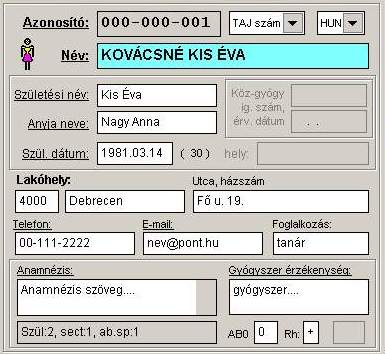 Azonosító: 000-000-001 TAJ szám HUN
Név: KOVÁCSNÉ KIS ÉVA
Születési név: Kis Éva
Köz-gyógy
ig. szám,
érv. dátum . .
Anyja neve: Nagy Anna
Szül. dátum: 1981.03.14 ( 30 ) hely:
Lakóhely: Utca, házszám
4000 Debrecen Fő u. 19.
Telefon: E-mail: Foglalkozás:
00-111-2222 nev@pont.hu tanár
Anamnézis: Gyógyszer érzékenység:
Anamnézis szöveg.... gyógyszer....
Szül:2, sect:1, ab.sp:1 AB0 0 Rh: +